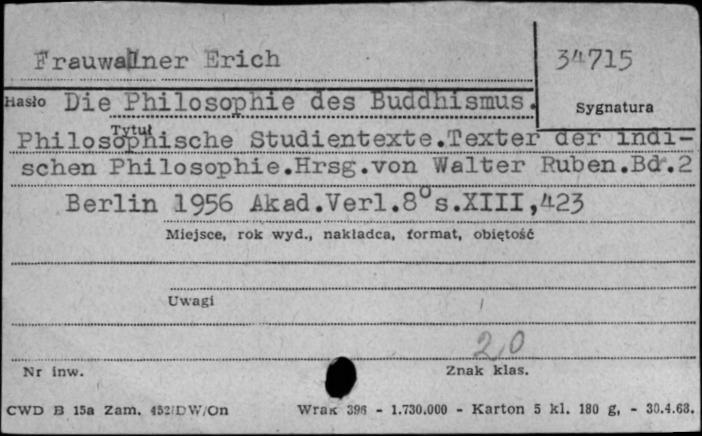 Frauwallner Erich
34715
Hasło Die Philosophie des Buddhismus.
Sygnatura
Tytuł
Philosophische Studientexte.Texter der indi-
schen Philosophie.Hrsg.von Walter Ruben.Bd.2
Berlin 1956 Akad.Verl.8° s.XIII,423
Miejsce, rok wyd., nakładca, format, objętość
Uwagi
20
Nr inw.
Znak klas.
CWD B 15a Zam. 452/DW/On Wrak 396 - 1.730.000 - Karton 5 kl. 180 g, - 30.4.63.